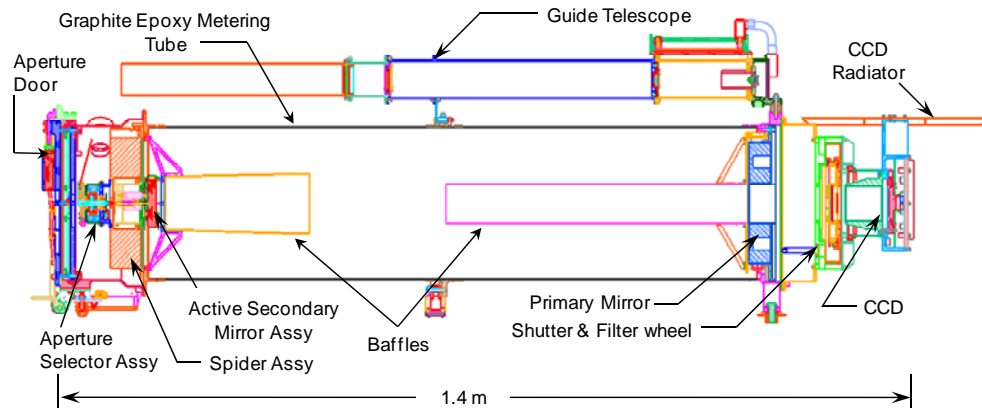 Graphite Epoxy Metering
Tube
Guide Telescope
Aperture
Door
CCD
Radiator
Active Secondary
Mirror Assy
Primary Mirror
Shutter & Filter wheel
CCD
Baffles
Aperture
Selector Assy
Spider Assy
1.4 m